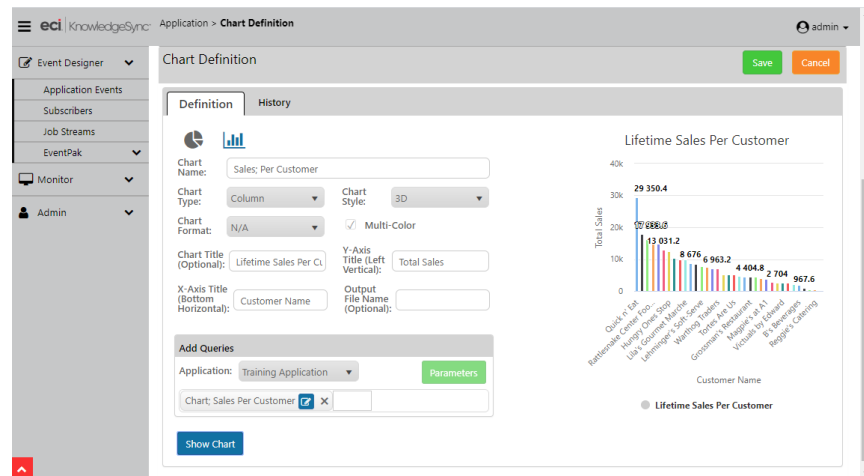 eci KnowledgeSync
Application > Chart Definition
admin
Event Designer
Application Events
Subscribers
Job Streams
EventPak
Monitor
Admin
Chart Definition
Save
Cancel
Definition
History
Chart
Name:
Sales; Per Customer
Chart
Type:
Column
Chart
Style:
3D
Chart
Format:
N/A
Multi-Color
Chart Title
(Optional):
Lifetime Sales Per Cu
Y-Axis
Title (Left
Vertical):
Total Sales
X-Axis Title
(Bottom
Horizontal):
Customer Name
Output
File Name
(Optional):
Add Queries
Application:
Training Application
Parameters
Chart; Sales Per Customer
Show Chart
Lifetime Sales Per Customer
40k
30k
20k
10k
0
Total Sales
29 350.4
13 031.2
8 676
6 963.2
4 404.8
2 704
967.6
Quick n' Eat
Rattlesnake Center Foo...
Hungry Ones Stop
Lila's Gourmet Marche
Lehminger's Soft-Serve
Warthog Traders
Tortes Are Us
Grossman's Restaurant
Magpie's at A1
Victuals by Edward
B's Beverages
Reggie's Catering
Customer Name
Lifetime Sales Per Customer